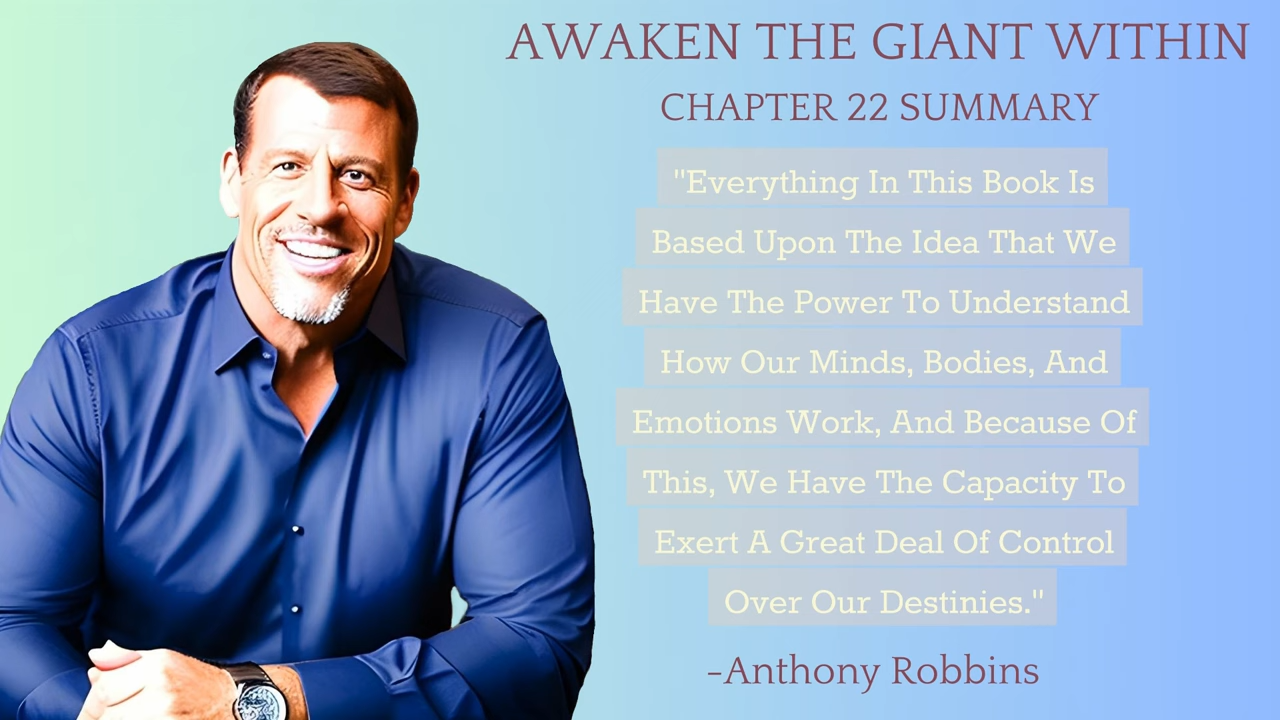 AWAKEN THE GIANT WITHIN
CHAPTER 22 SUMMARY
"Everything In This Book Is
Based Upon The Idea That We
Have The Power To Understand
How Our Minds, Bodies, And
Emotions Work, And Because Of
This, We Have The Capacity To
Exert A Great Deal Of Control
Over Our Destinies."
-Anthony Robbins